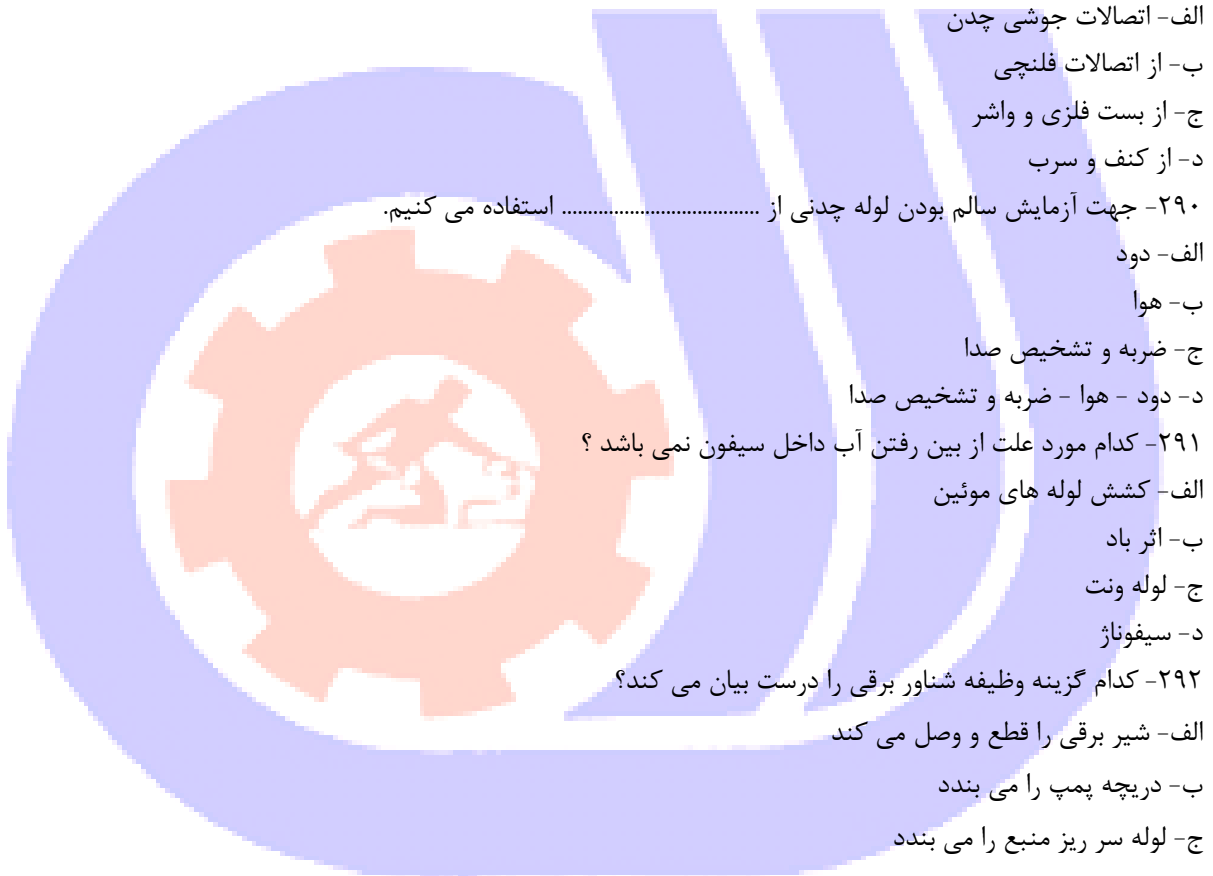 الف- اتصالات جوشی چدن
ب- از اتصالات فلنچی
ج- از بست فلزی و واشر
د- از کنف و سرب
۲۹۰- جهت آزمایش سالم بودن لوله چدنی از ....................................... استفاده می کنیم.
الف- دود
ب- هوا
ج- ضربه و تشخیص صدا
د- دود - هوا - ضربه و تشخیص صدا
۲۹۱- کدام مورد علت از بین رفتن آب داخل سیفون نمی باشد ؟
الف- کشش لوله های موئین
ب- اثر باد
ج- لوله ونت
د- سیفوناژ
۲۹۲- کدام گزینه وظیفه شناور برقی را درست بیان می کند؟
الف- شیر برقی را قطع و وصل می کند
ب- دریچه پمپ را می بندد
ج- لوله سر ریز منبع را می بندد